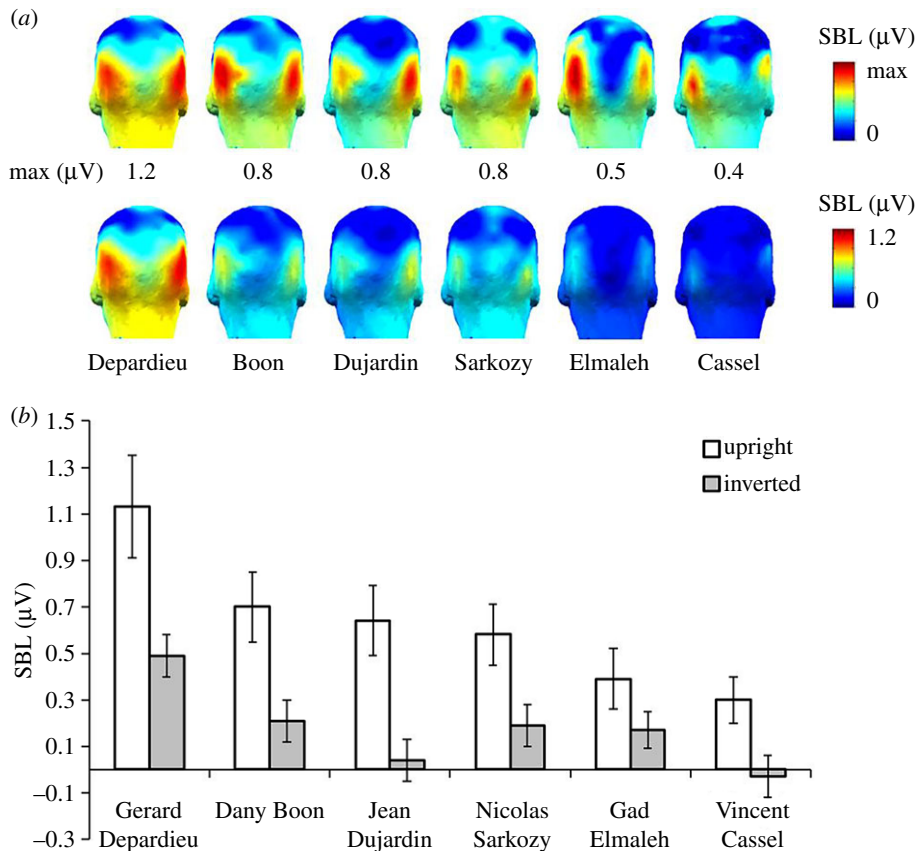 (a)
SBL (µV)
max
0
max (µV) 1.2 0.8 0.8 0.8 0.5 0.4
SBL (µV)
1.2
0
Depardieu Boon Dujardin Sarkozy Elmaleh Cassel
(b)
1.5
1.3
1.1
0.9
0.7
0.5
0.3
0.1
–0.1
–0.3
SBL (µV)
upright
inverted
Gerard
Depardieu
Dany Boon
Jean
Dujardin
Nicolas
Sarkozy
Gad
Elmaleh
Vincent
Cassel